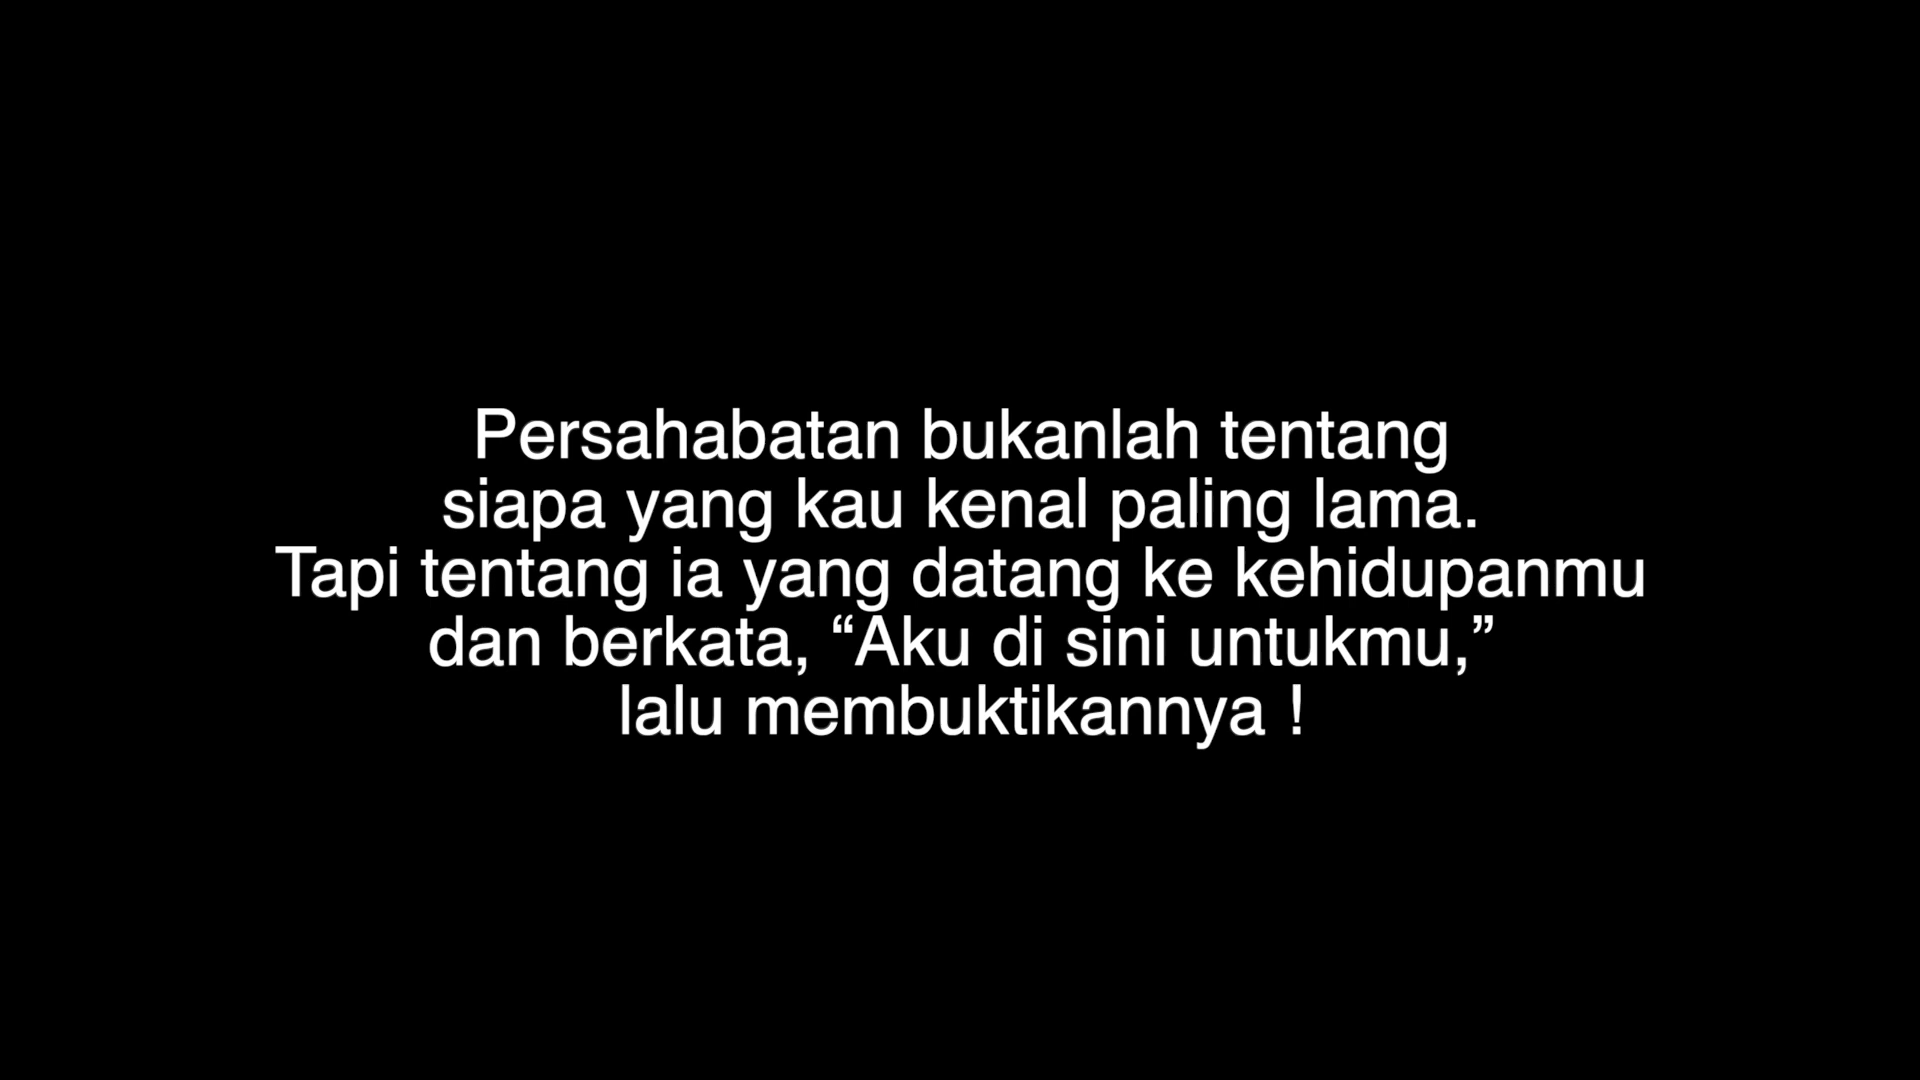 Persahabatan bukanlah tentang
siapa yang kau kenal paling lama.
Tapi tentang ia yang datang ke kehidupanmu
dan berkata, “Aku di sini untukmu,”
lalu membuktikannya !